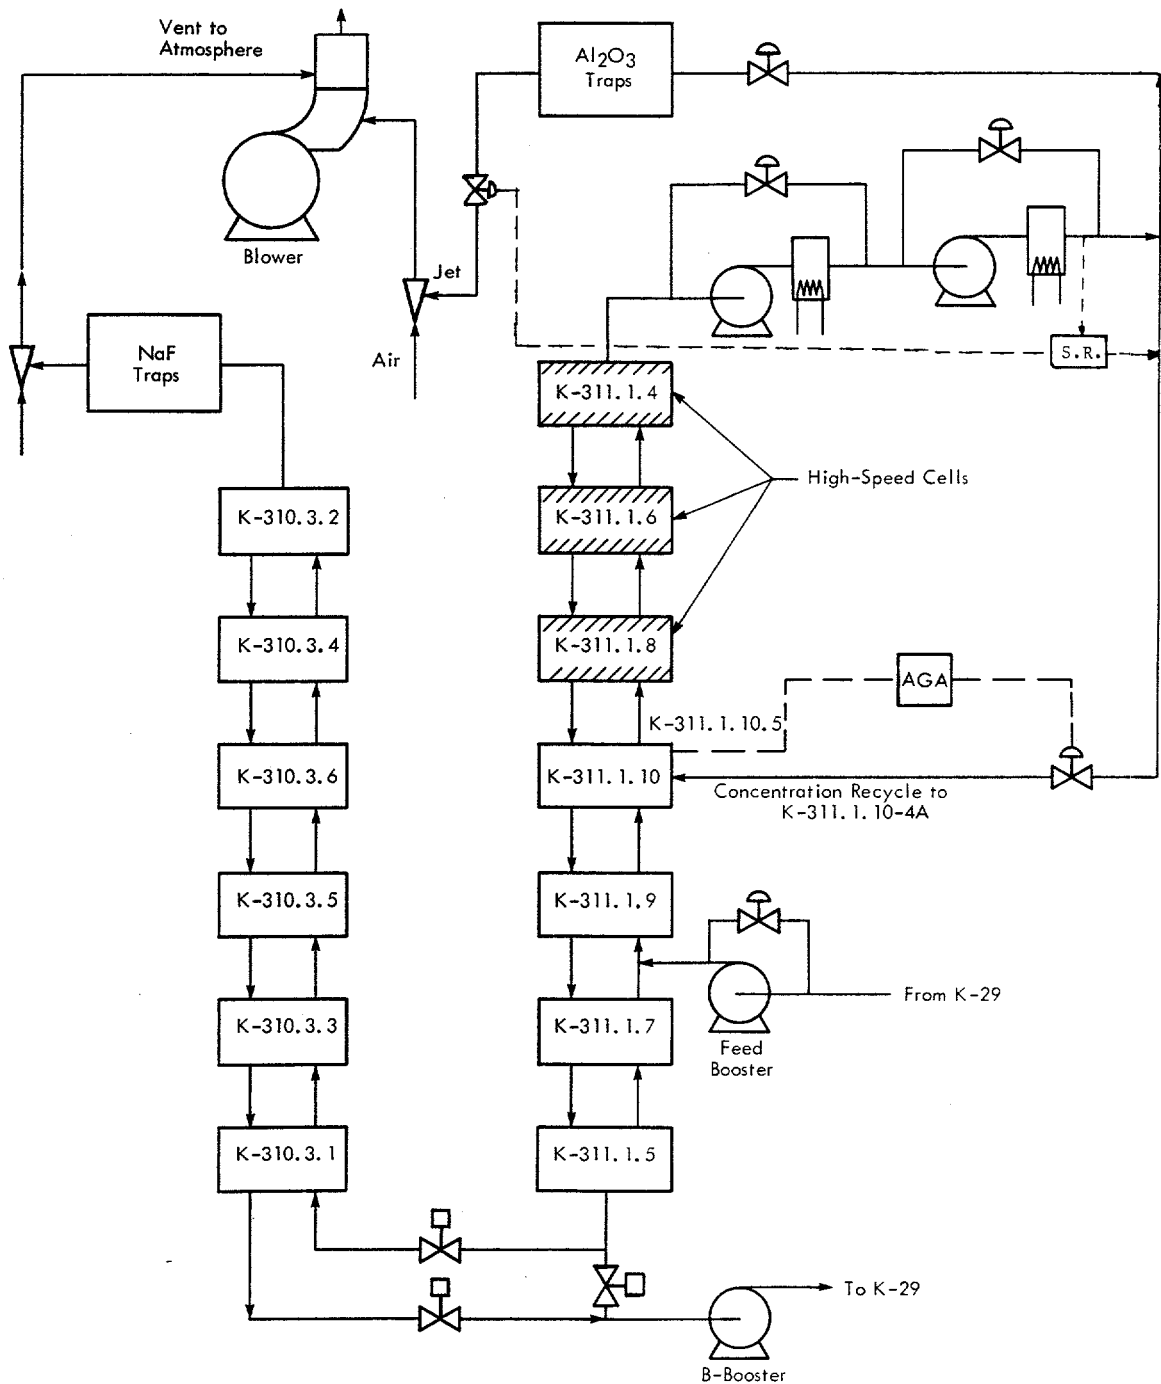 Vent to
Atmosphere
Al₂O₃
Traps
Blower
Jet
Air
NaF
Traps
S.R.
K-311.1.4
High-Speed Cells
K-310.3.2
K-311.1.6
K-310.3.4
K-311.1.8
AGA
K-311.1.10.5
K-310.3.6
K-311.1.10
Concentration Recycle to
K-311.1.10-4A
K-310.3.5
K-311.1.9
From K-29
K-310.3.3
K-311.1.7
Feed
Booster
K-310.3.1
K-311.1.5
To K-29
B-Booster